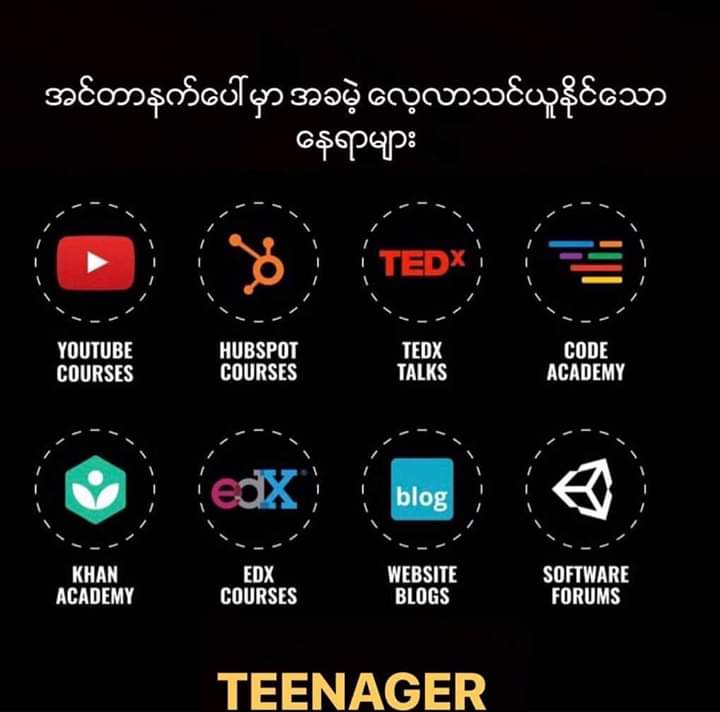 အင်တာနက်ပေါ်မှာ အခမဲ့ လေ့လာသင်ယူနိုင်သော
နေရာများ
TEDx
YOUTUBE
COURSES
HUBSPOT
COURSES
TEDX
TALKS
CODE
ACADEMY
edX
blog
KHAN
ACADEMY
EDX
COURSES
WEBSITE
BLOGS
SOFTWARE
FORUMS
TEENAGER